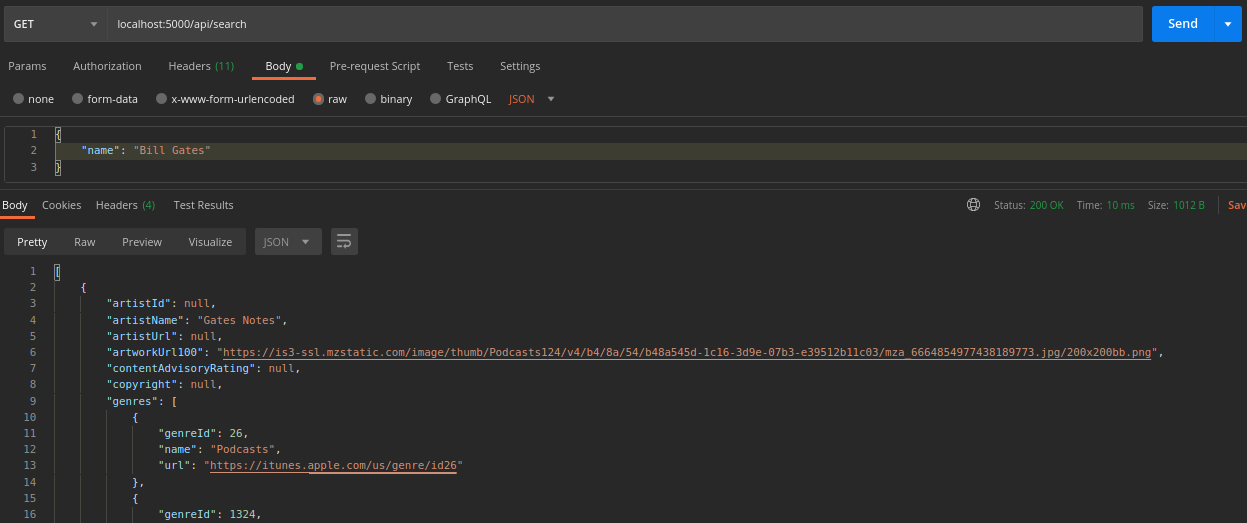 GET localhost:5000/api/search Send
Params Authorization Headers (11) Body Pre-request Script Tests Settings
none form-data x-www-form-urlencoded raw binary GraphQL JSON
1 {
2 "name": "Bill Gates"
3 }
Body Cookies Headers (4) Test Results Status: 200 OK Time: 10 ms Size: 1012 B Sav
Pretty Raw Preview Visualize JSON
1 [
2 {
3 "artistId": null,
4 "artistName": "Gates Notes",
5 "artistUrl": null,
6 "artworkUrl100": "https://is3-ssl.mzstatic.com/image/thumb/Podcasts124/v4/b4/8a/54/b48a545d-1c16-3d9e-07b3-e39512b11c03/mza_6664854977438189773.jpg/200x200bb.png",
7 "contentAdvisoryRating": null,
8 "copyright": null,
9 "genres": [
10 {
11 "genreId": 26,
12 "name": "Podcasts",
13 "url": "https://itunes.apple.com/us/genre/id26"
14 },
15 {
16 "genreId": 1324,